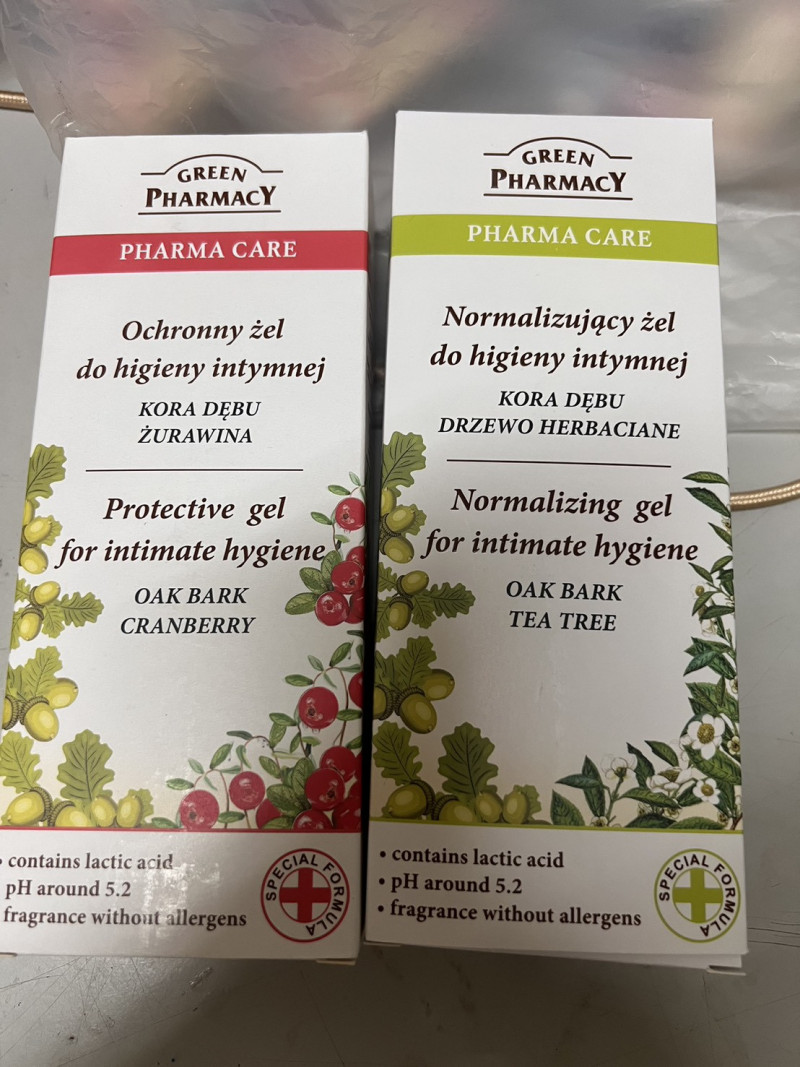 GREEN
PHARMACY
PHARMA CARE
Ochronny żel
do higieny intymnej
KORA DĘBU
ŻURAWINA
Protective gel
for intimate hygiene
OAK BARK
CRANBERRY
• contains lactic acid
pH around 5.2
fragrance without allergens
SPECIAL FORMULA
GREEN
PHARMACY
PHARMA CARE
Normalizujący żel
do higieny intymnej
KORA DĘBU
DRZEWO HERBACIANE
Normalizing gel
for intimate hygiene
OAK BARK
TEA TREE
• contains lactic acid
• pH around 5.2
• fragrance without allergens
SPECIAL FORMULA